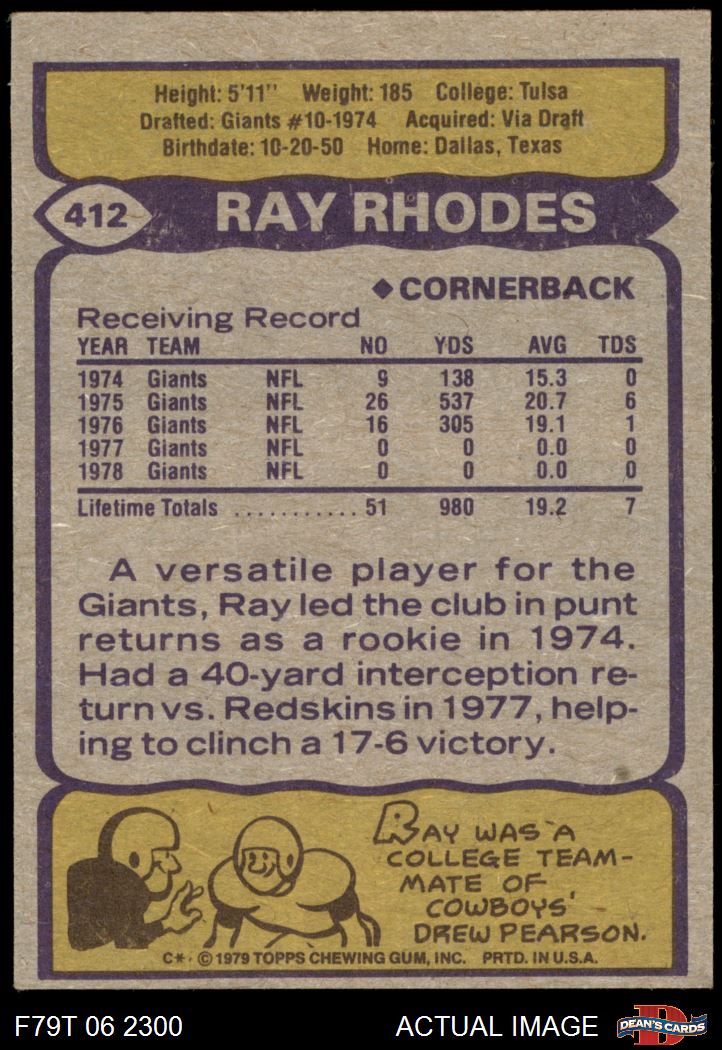 Height: 5'11" Weight: 185 College: Tulsa
Drafted: Giants #10-1974 Acquired: Via Draft
Birthdate: 10-20-50 Home: Dallas, Texas
412 RAY RHODES
◆ CORNERBACK
Receiving Record
YEAR TEAM NO YDS AVG TDS
1974 Giants NFL 9 138 15.3 0
1975 Giants NFL 26 537 20.7 6
1976 Giants NFL 16 305 19.1 1
1977 Giants NFL 0 0 0.0 0
1978 Giants NFL 0 0 0.0 0
Lifetime Totals ........... 51 980 19.2 7
A versatile player for the
Giants, Ray led the club in punt
returns as a rookie in 1974.
Had a 40-yard interception re-
turn vs. Redskins in 1977, help-
ing to clinch a 17-6 victory.
RAY WAS A
COLLEGE TEAM-
MATE OF
COWBOYS'
DREW PEARSON.
C* © 1979 TOPPS CHEWING GUM, INC. PRTD. IN U.S.A.
F79T 06 2300 ACTUAL IMAGE D DEAN'S CARDS